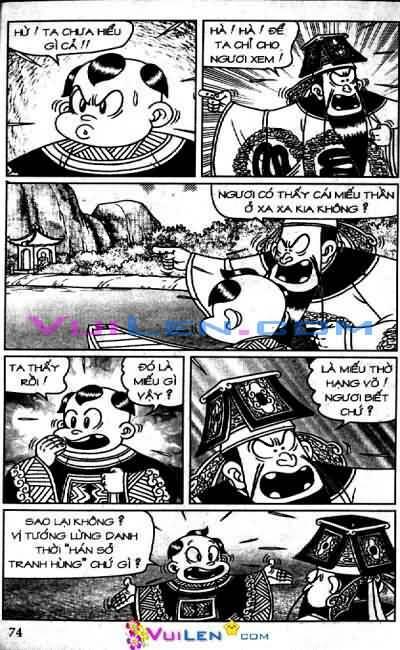 HỪ! TA CHƯA HIỂU
GÌ CẢ!!
HÀ! HÀ! ĐỂ
TA CHỈ CHO
NGƯƠI XEM!
NGƯƠI CÓ THẤY CÁI MIẾU THẦN
Ở XA XA KIA KHÔNG?
VUILEN.COM
TA THẤY
RỒI!
ĐÓ LÀ
MIẾU GÌ
VẬY?
LÀ MIẾU THỜ
HẠNG VÕ!
NGƯƠI BIẾT
CHỨ?
SAO LẠI KHÔNG?
VỊ TƯỚNG LỪNG DANH
THỜI "HÁN SỞ
TRANH HÙNG" CHỨ GÌ?
74
VUILEN.COM